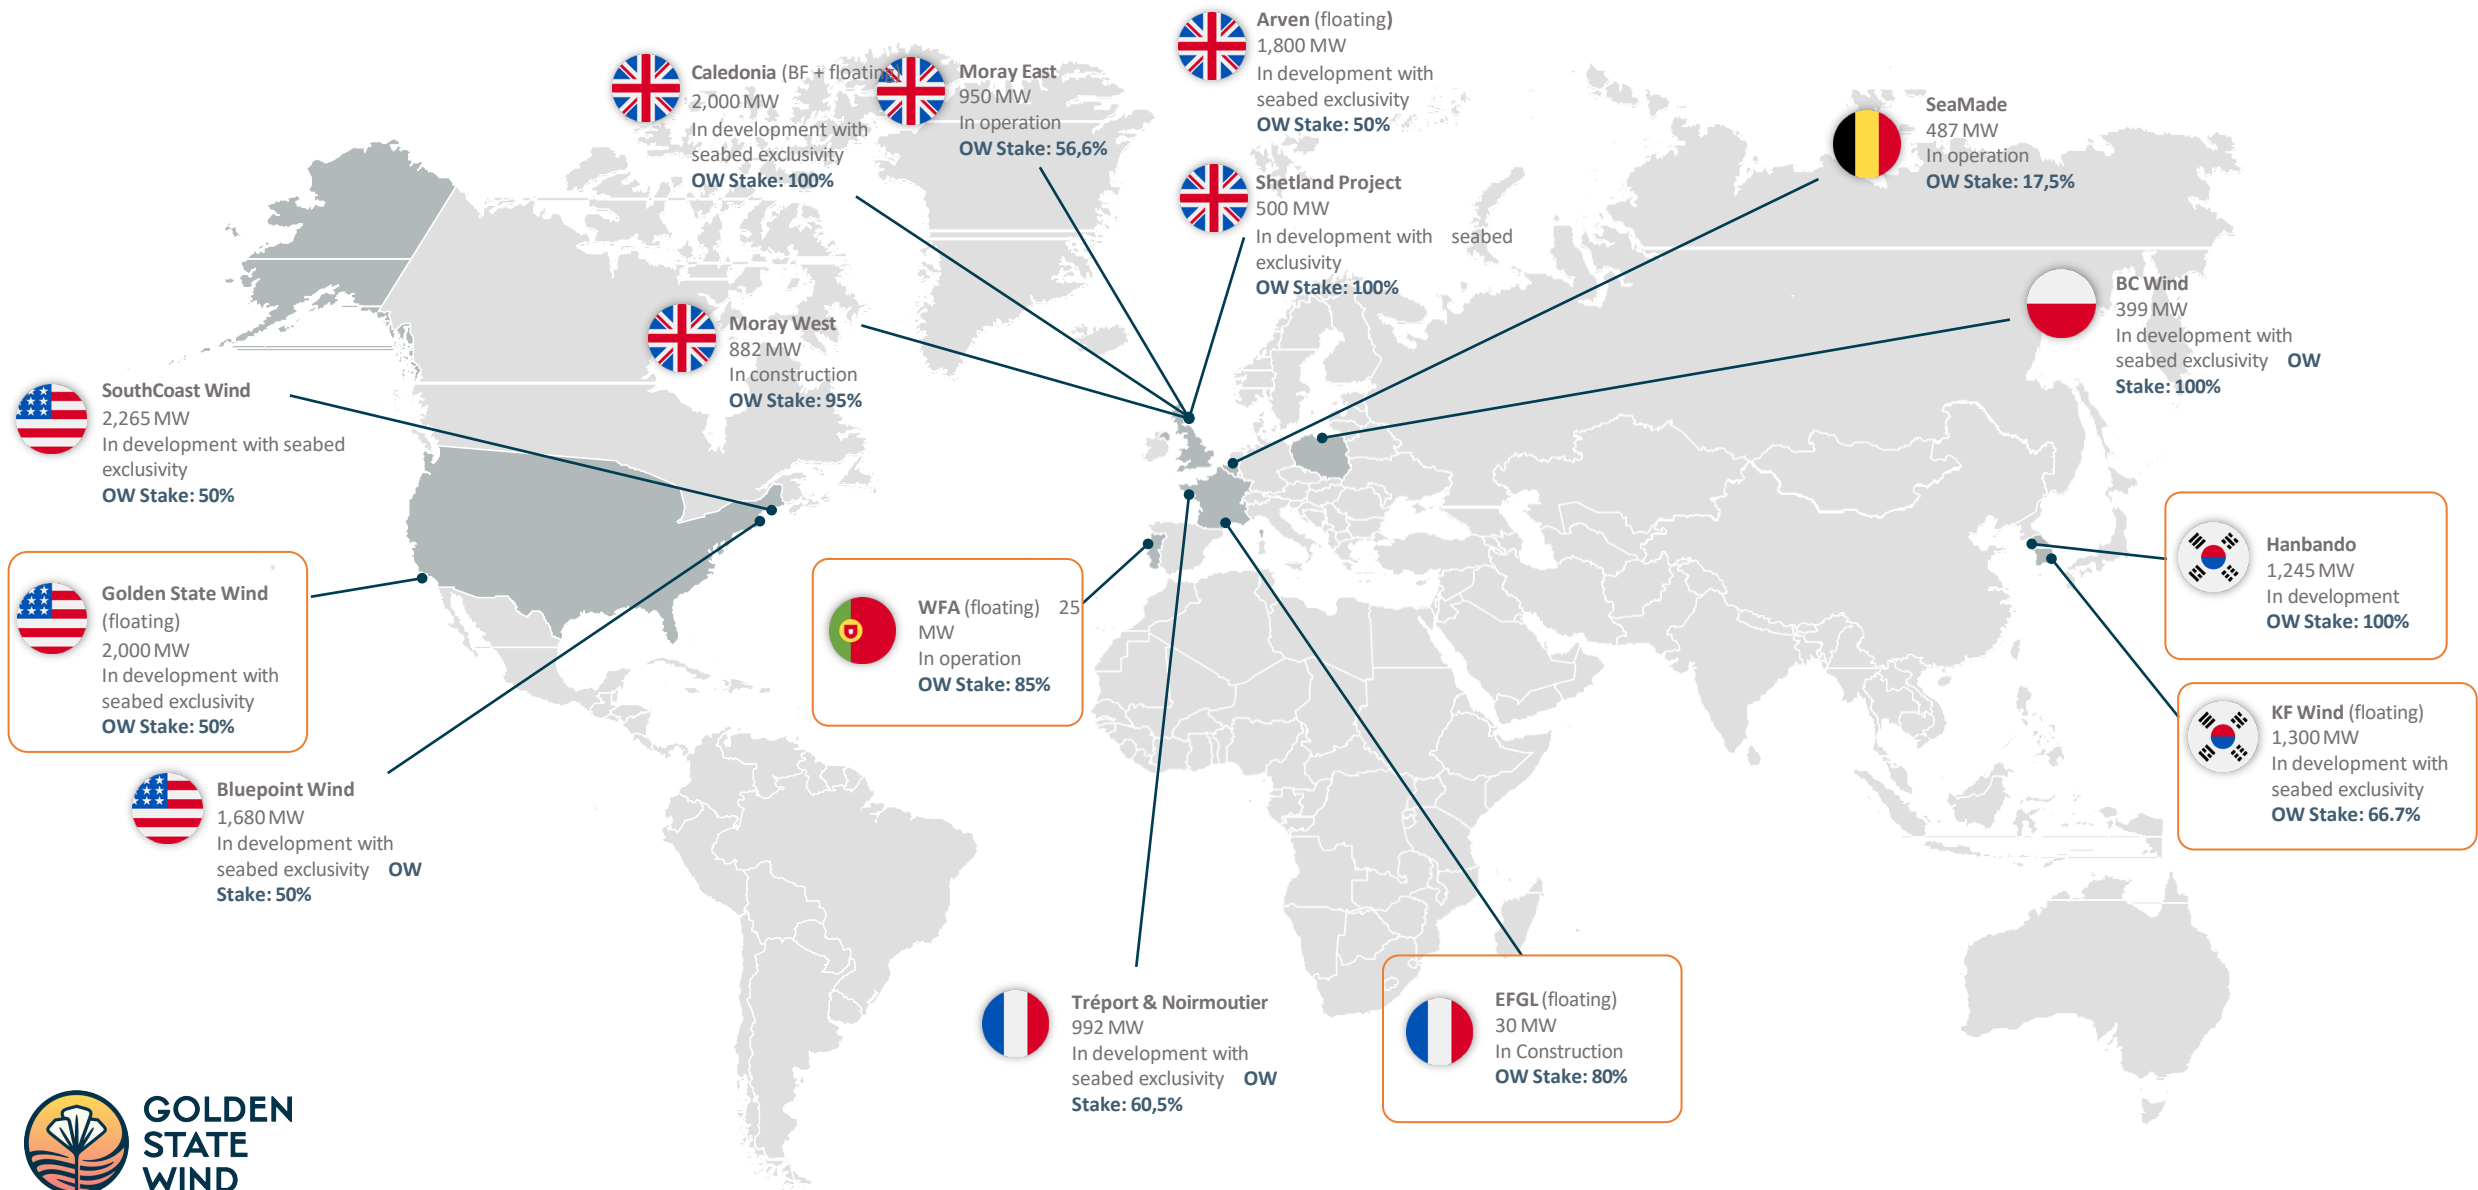 Arven (floating)
1,800 MW
In development with
seabed exclusivity
OW Stake: 50%
Caledonia (BF + floating)
2,000 MW
In development with
seabed exclusivity
OW Stake: 100%
Moray East
950 MW
In operation
OW Stake: 56,6%
SeaMade
487 MW
In operation
OW Stake: 17,5%
Shetland Project
500 MW
In development with seabed
exclusivity
OW Stake: 100%
BC Wind
399 MW
In development with
seabed exclusivity OW
Stake: 100%
Moray West
882 MW
In construction
OW Stake: 95%
SouthCoast Wind
2,265 MW
In development with seabed
exclusivity
OW Stake: 50%
Golden State Wind
(floating)
2,000 MW
In development with
seabed exclusivity
OW Stake: 50%
WFA (floating) 25
MW
In operation
OW Stake: 85%
Hanbando
1,245 MW
In development
OW Stake: 100%
KF Wind (floating)
1,300 MW
In development with
seabed exclusivity
OW Stake: 66.7%
Bluepoint Wind
1,680 MW
In development with
seabed exclusivity OW
Stake: 50%
Tréport & Noirmoutier
992 MW
In development with
seabed exclusivity OW
Stake: 60,5%
EFGL (floating)
30 MW
In Construction
OW Stake: 80%
GOLDEN
STATE
WIND